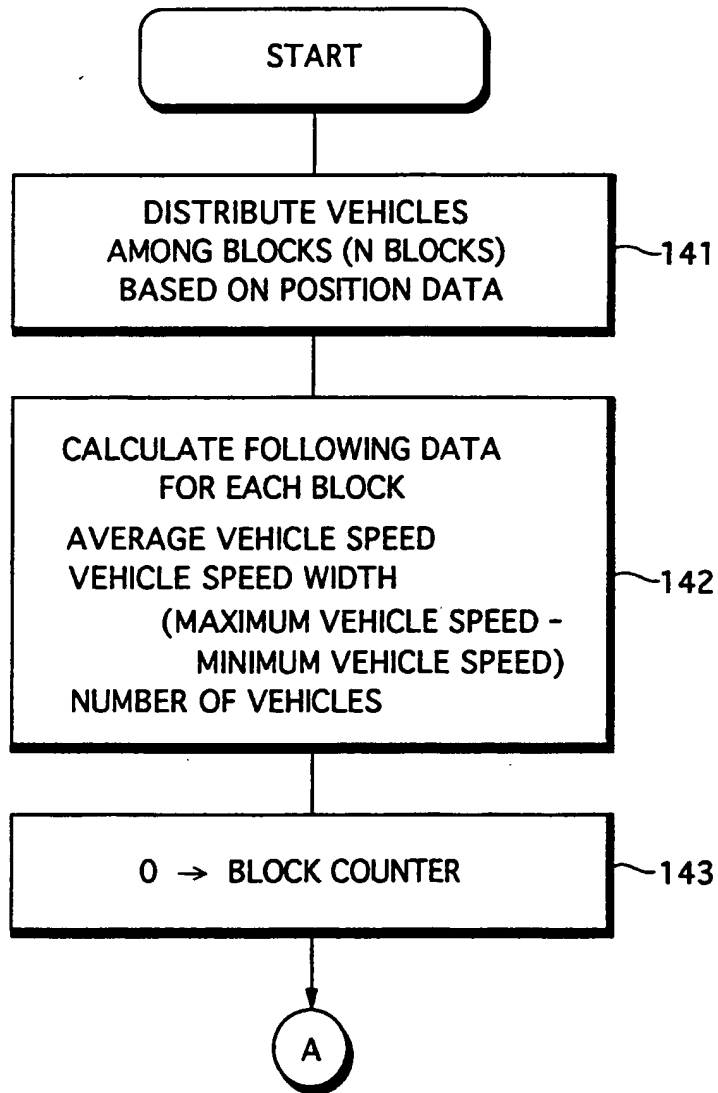 START
DISTRIBUTE VEHICLES
AMONG BLOCKS (N BLOCKS)
BASED ON POSITION DATA
141
CALCULATE FOLLOWING DATA
FOR EACH BLOCK
AVERAGE VEHICLE SPEED
VEHICLE SPEED WIDTH
(MAXIMUM VEHICLE SPEED -
MINIMUM VEHICLE SPEED)
NUMBER OF VEHICLES
142
0 → BLOCK COUNTER
143
A